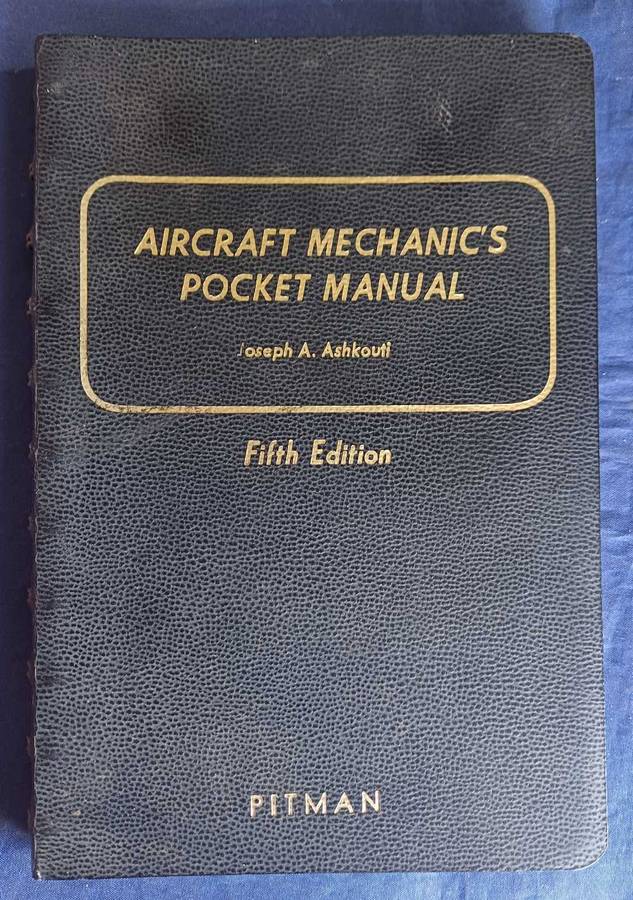 AIRCRAFT MECHANIC'S
POCKET MANUAL
Joseph A. Ashkouti
Fifth Edition
PITMAN